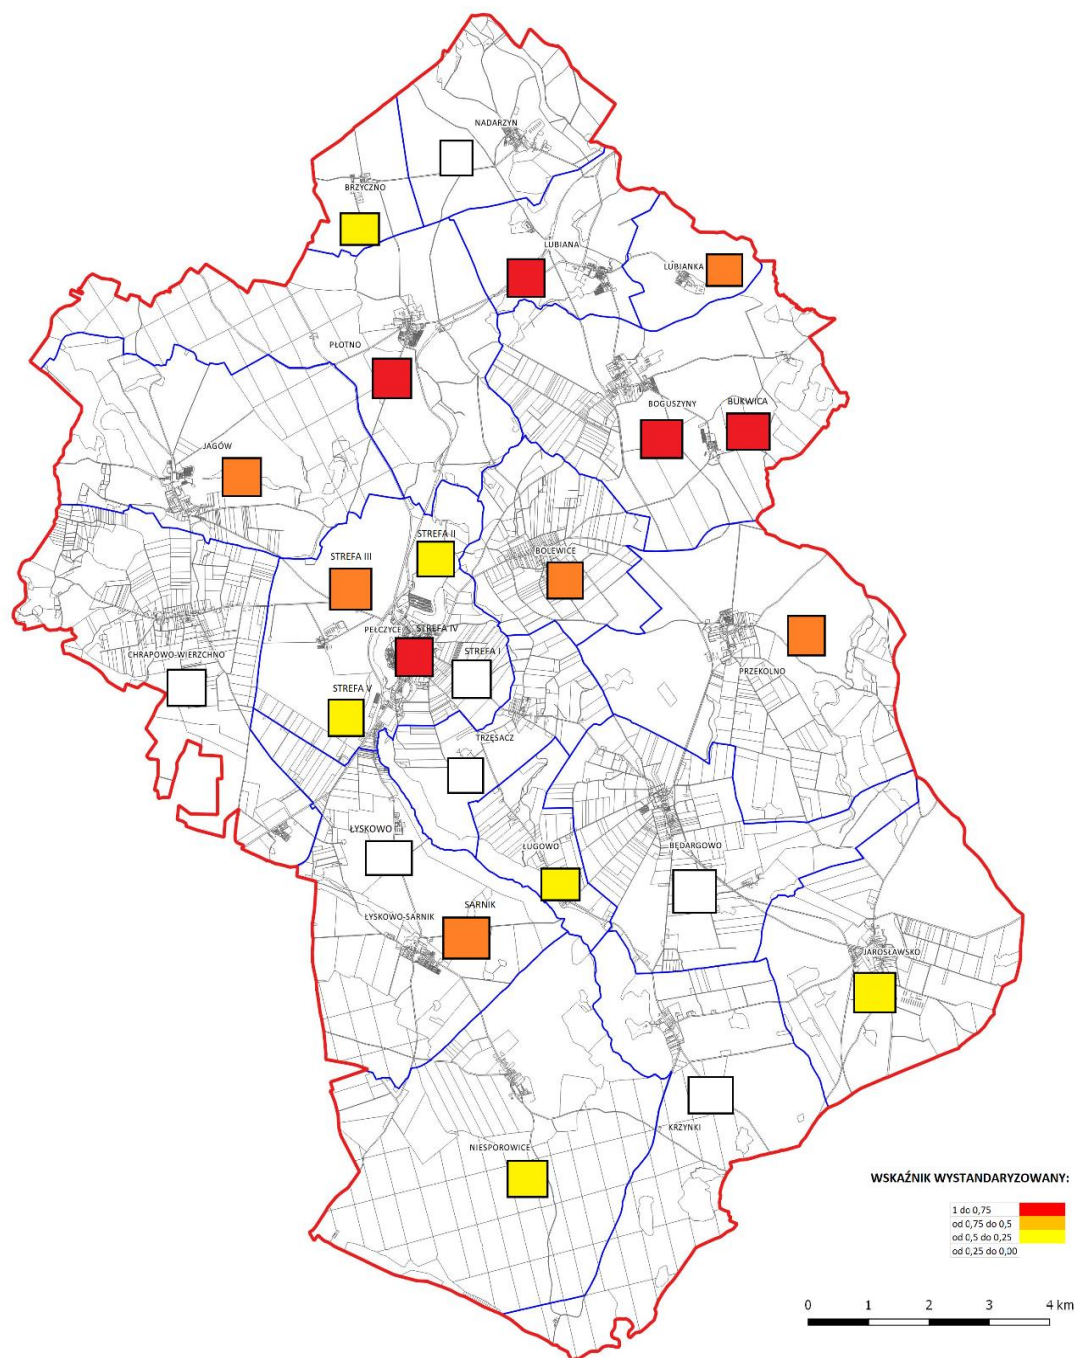 NADARZYN
BRZYCZNO
LUBIANA
LUBIANKA
PŁOTNO
BOGUSZYNY
BUKWICA
JAGÓW
STREFA II
STREFA III
BOLEWICE
PEŁCZYCE
STREFA IV
STREFA I
CHRAPOWO-WIERZCHNO
PRZEKOLNO
STREFA V
TRZĘSACZ
ŁYSKOWO
ŁUGOWO
BĘDARGOWO
SARNIK
ŁYSKOWO-SARNIK
JAROSŁAWSKO
KRZYNKI
NIESPOROWICE
WSKAŹNIK WYSTANDARYZOWANY:
1 do 0,75
od 0,75 do 0,5
od 0,5 do 0,25
od 0,25 do 0,00
0 1 2 3 4 km